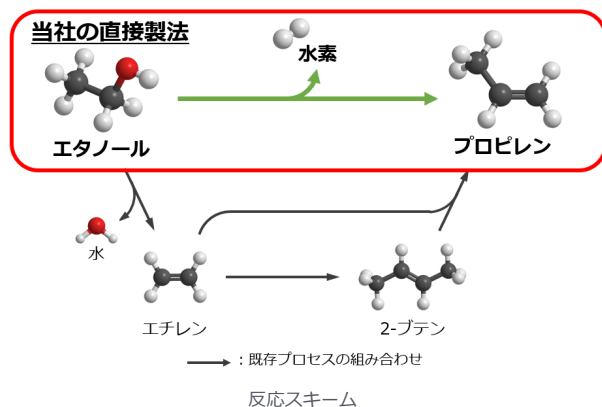 当社の直接製法
水素
エタノール
プロピレン
水
エチレン
2-ブテン
：既存プロセスの組み合わせ
反応スキーム